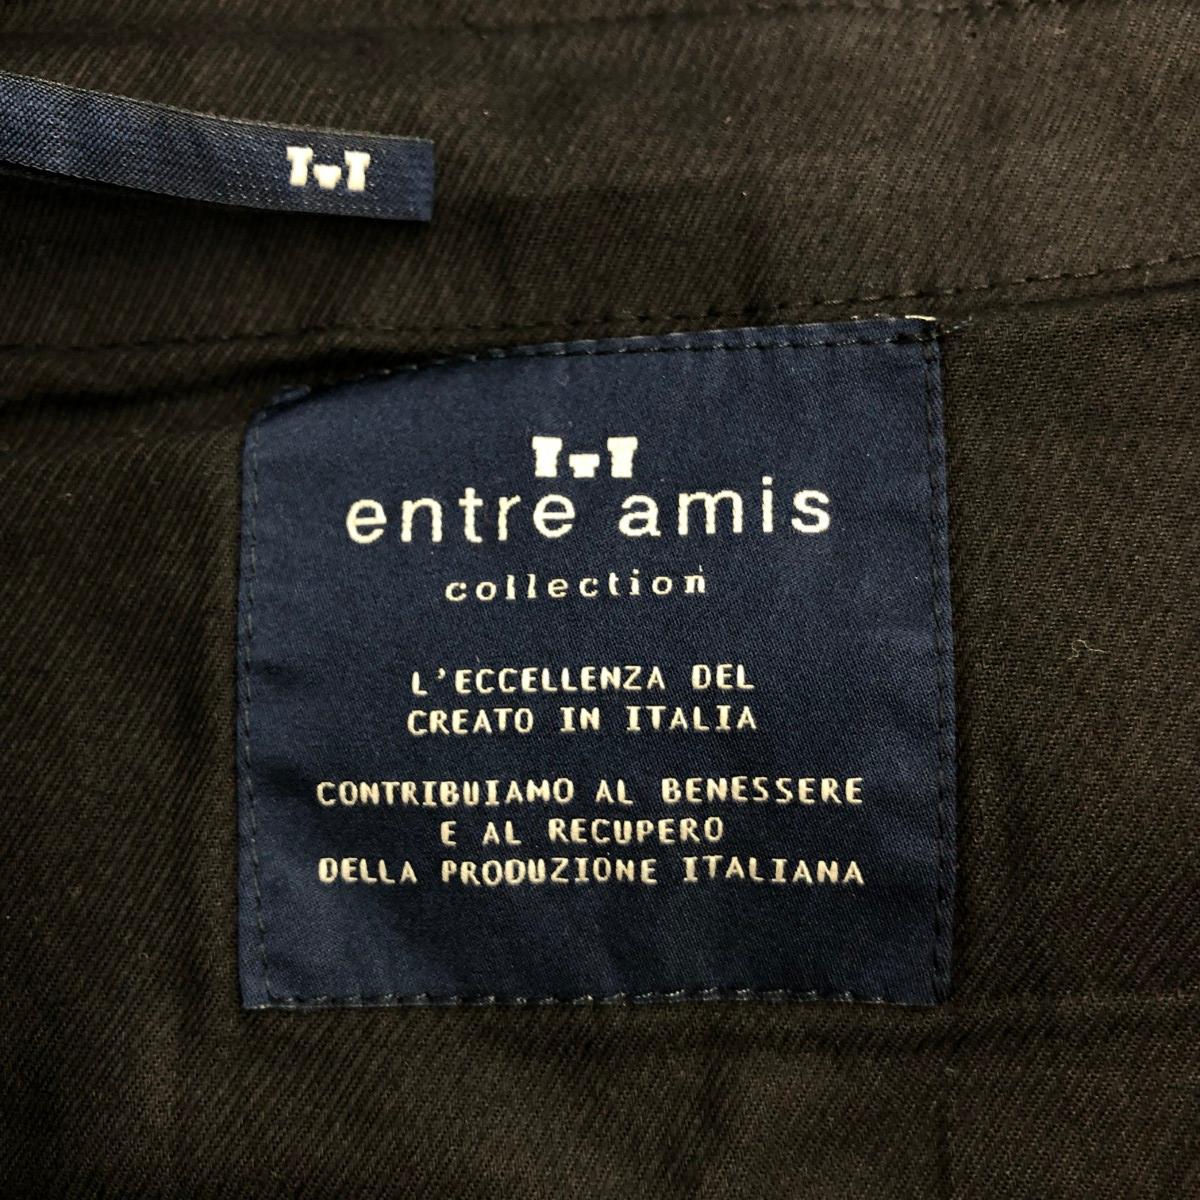 entre amis
collection
L'ECCELLENZA DEL
CREATO IN ITALIA
CONTRIBUIAMO AL BENESSERE
E AL RECUPERO
DELLA PRODUZIONE ITALIANA